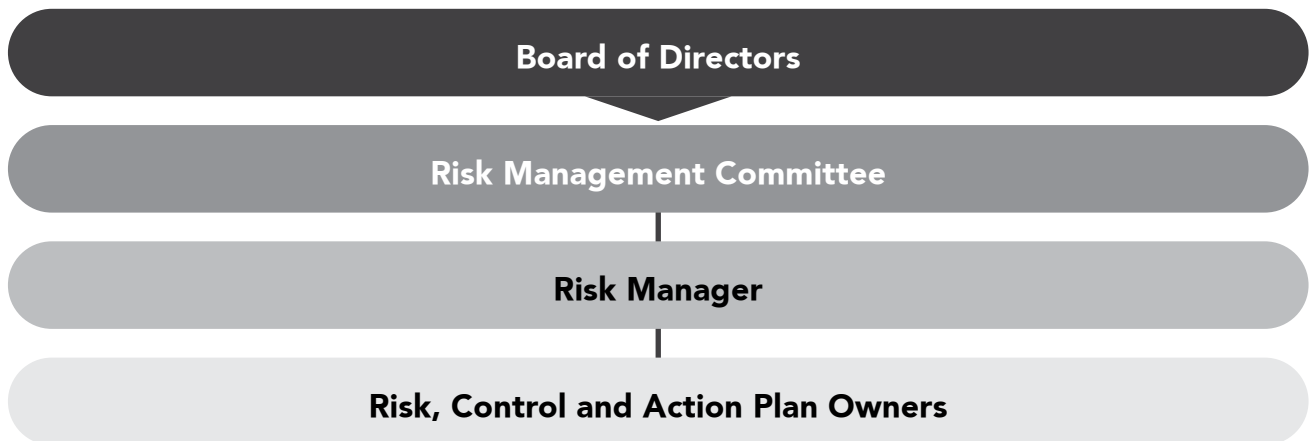 Board of Directors
Risk Management Committee
Risk Manager
Risk, Control and Action Plan Owners